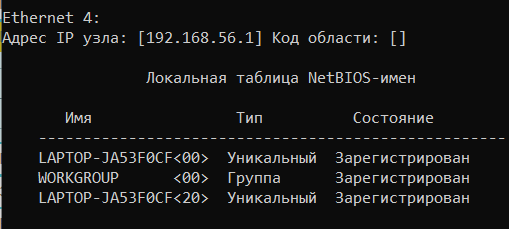 Ethernet 4:
Адрес IP узла: [192.168.56.1] Код области: []
Локальная таблица NetBIOS-имен
Имя Тип Состояние
---------------------------------------------------
LAPTOP-JA53F0CF<00> Уникальный Зарегистрирован
WORKGROUP <00> Группа Зарегистрирован
LAPTOP-JA53F0CF<20> Уникальный Зарегистрирован